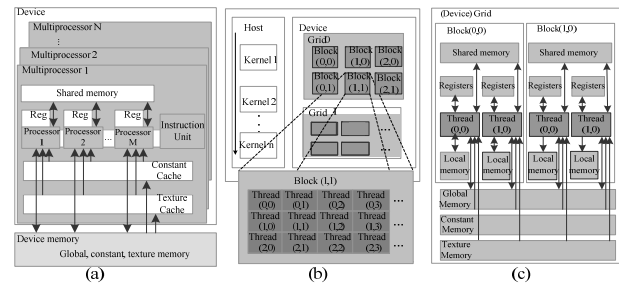 Device
Multiprocessor N
Multiprocessor 2
Multiprocessor 1
Shared memory
Reg Reg Reg
Processor 1 Processor 2 ... Processor M
Instruction Unit
Constant Cache
Texture Cache
Device memory
Global, constant, texture memory
(a)
Host
Kernel 1
Kernel 2
Kernel n
Device
Grid0
Block (0,0) Block (1,0) Block (2,0)
Block (0,1) Block (1,1) Block (2,1)
Grid 1
...
...
Block (1,1)
Thread (0,0) Thread (0,1) Thread (0,2) Thread (0,3) ...
Thread (1,0) Thread (1,1) Thread (1,2) Thread (1,3) ...
Thread (2,0) Thread (2,1) Thread (2,2) Thread (2,3) ...
(b)
(Device) Grid
Block(0,0) Block(1,0)
Shared memory Shared memory
Registers Registers Registers Registers
Thread (0,0) Thread (1,0) Thread (0,0) Thread (1,0)
Local memory Local memory Local memory Local memory
Global Memory
Constant Memory
Texture Memory
(c)